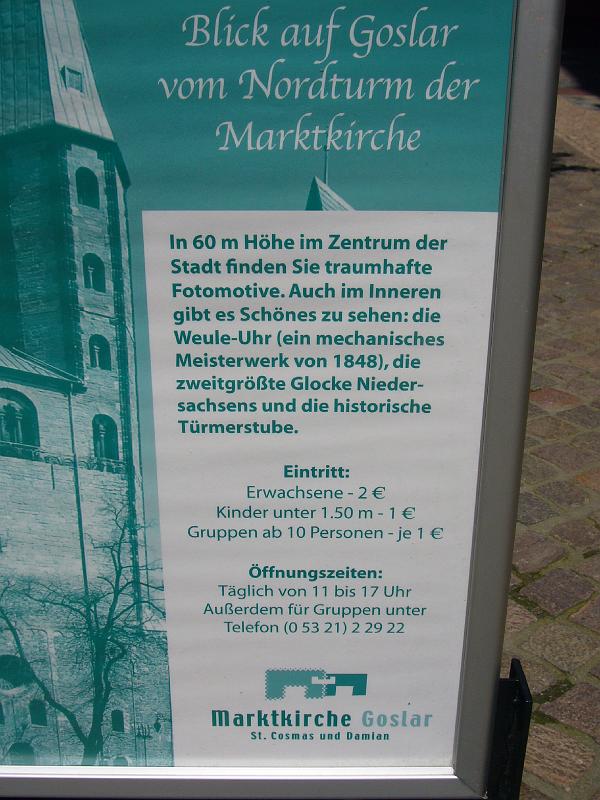 Blick auf Goslar
vom Nordturm der
Marktkirche
In 60 m Höhe im Zentrum der
Stadt finden Sie traumhafte
Fotomotive. Auch im Inneren
gibt es Schönes zu sehen: die
Weule-Uhr (ein mechanisches
Meisterwerk von 1848), die
zweitgrößte Glocke Nieder-
sachsens und die historische
Türmerstube.
Eintritt:
Erwachsene - 2 €
Kinder unter 1.50 m - 1 €
Gruppen ab 10 Personen - je 1 €
Öffnungszeiten:
Täglich von 11 bis 17 Uhr
Außerdem für Gruppen unter
Telefon (0 53 21) 2 29 22
Marktkirche Goslar
St. Cosmas und Damian